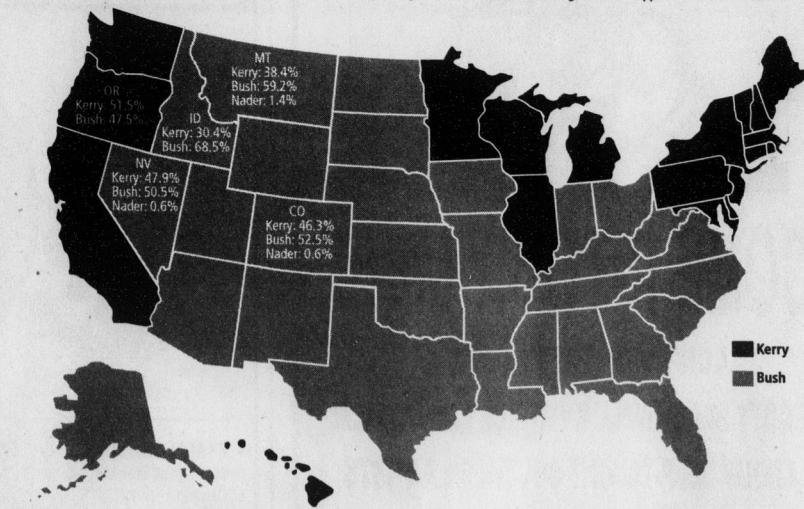 MT
Kerry: 38.4%
Bush: 59.2%
Nader: 1.4%
OR
Kerry: 51.5%
Bush: 47.5%
ID
Kerry: 30.4%
Bush: 68.5%
NV
Kerry: 47.9%
Bush: 50.5%
Nader: 0.6%
CO
Kerry: 46.3%
Bush: 52.5%
Nader: 0.6%
Kerry
Bush